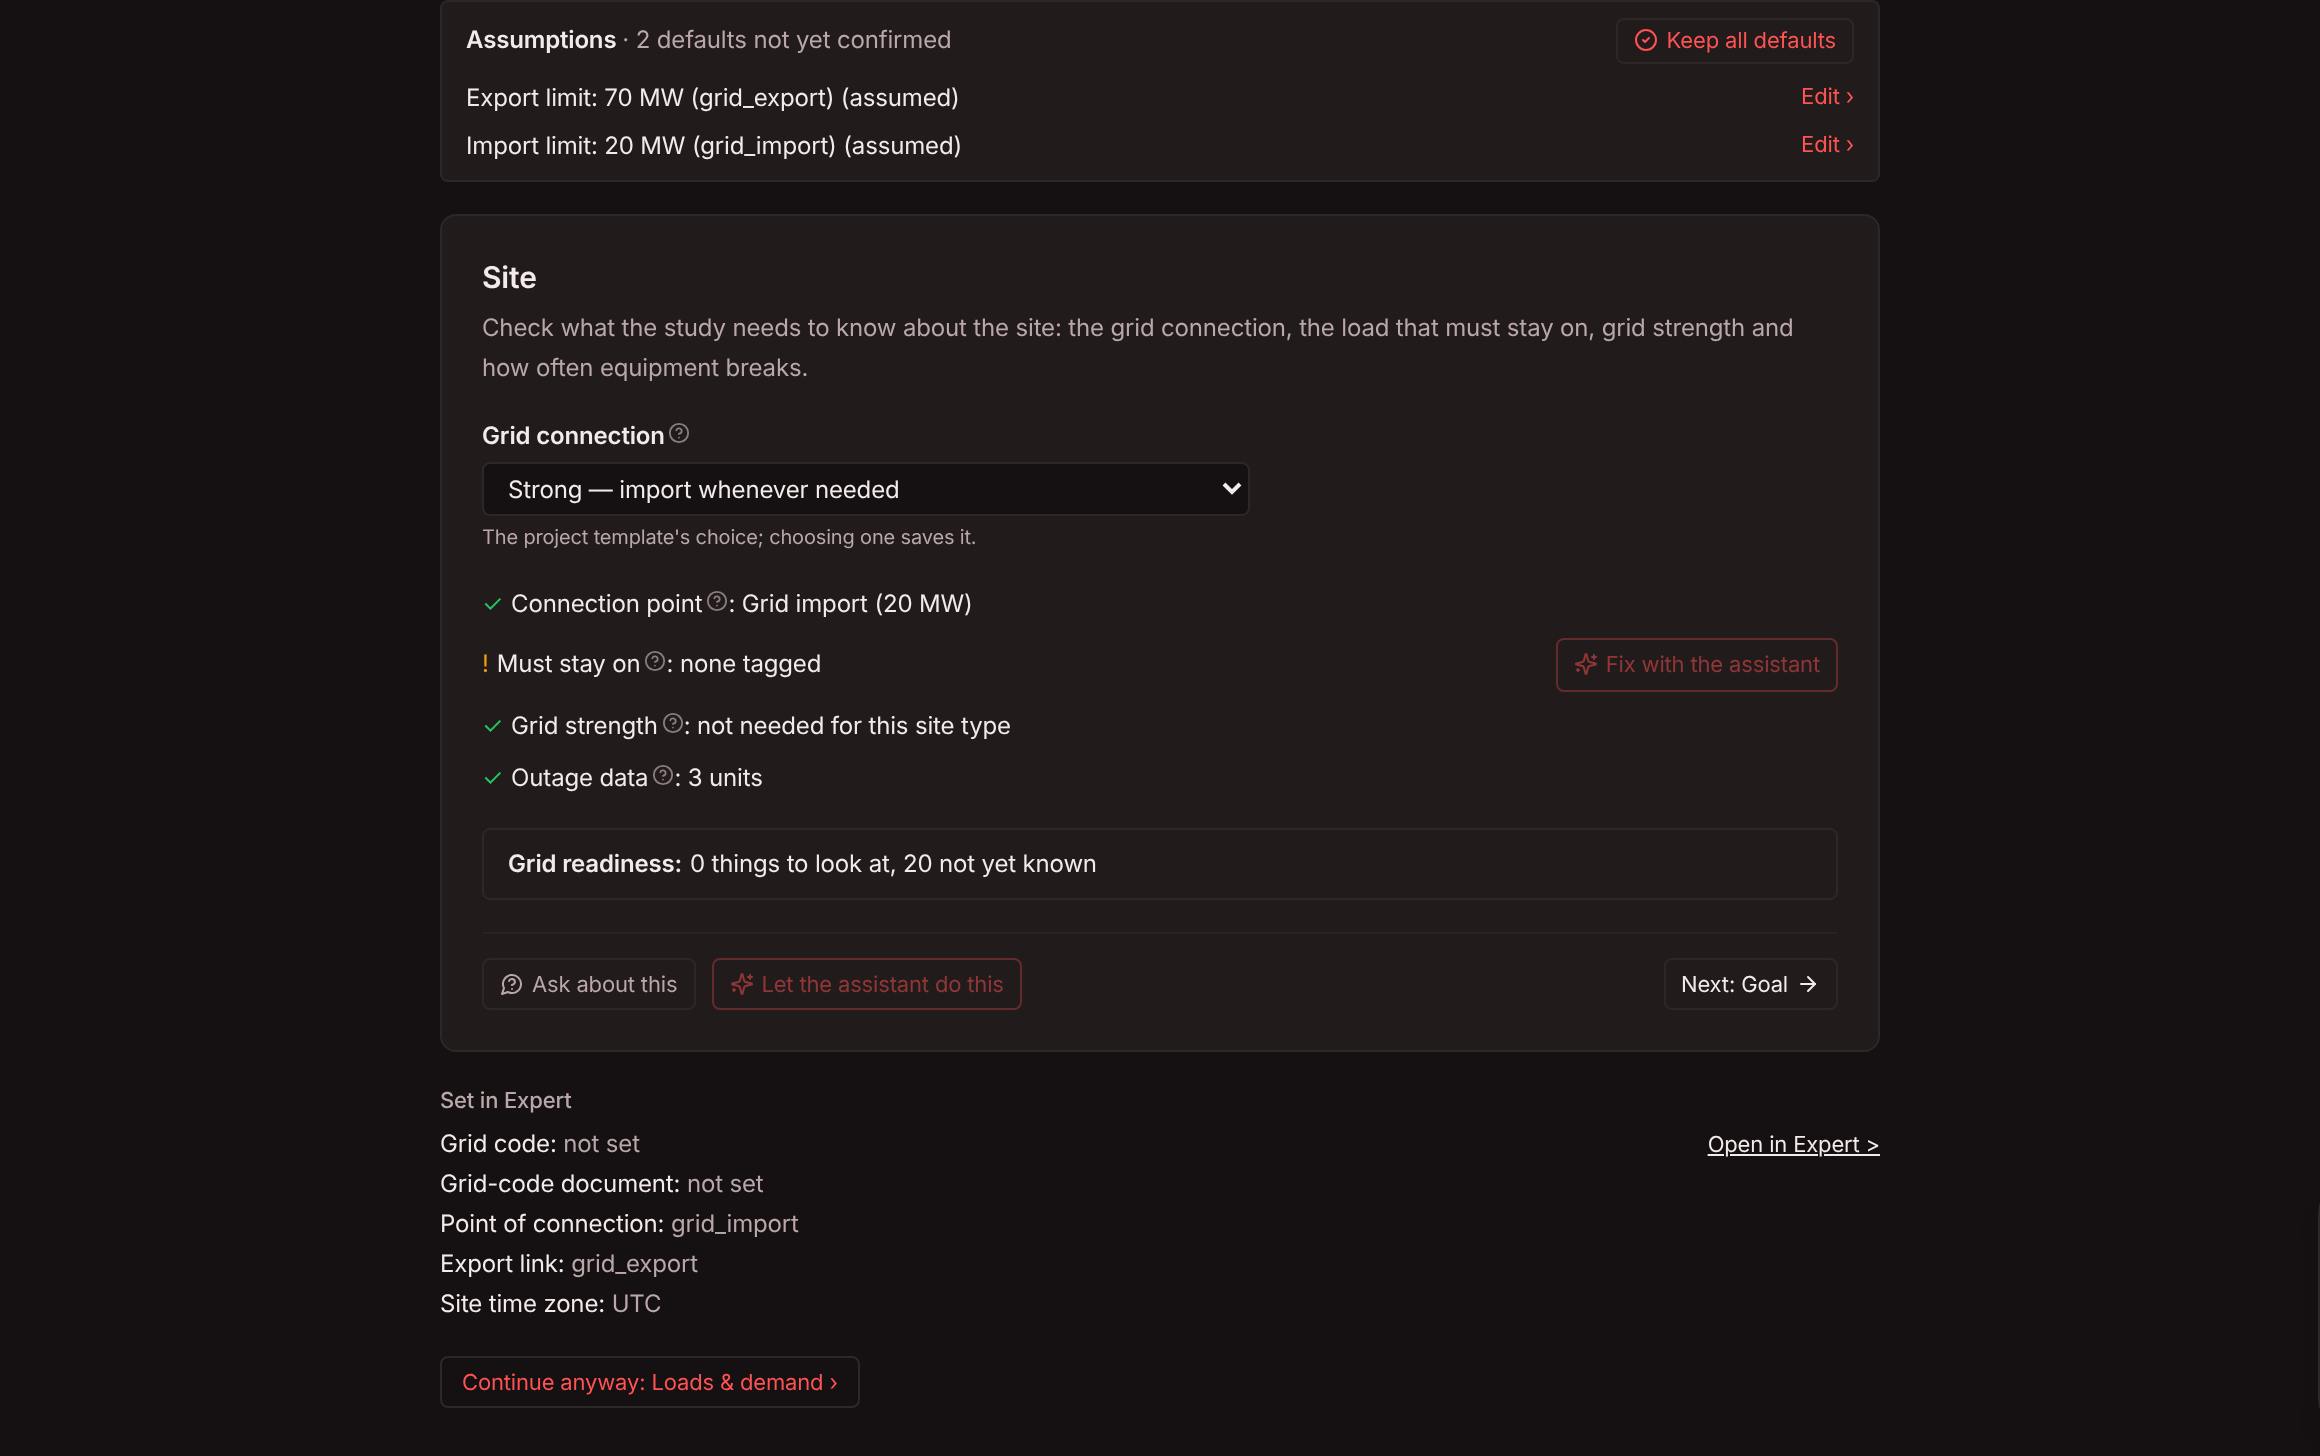 Assumptions · 2 defaults not yet confirmed
Keep all defaults
Export limit: 70 MW (grid_export) (assumed)
Edit ›
Import limit: 20 MW (grid_import) (assumed)
Edit ›
Site
Check what the study needs to know about the site: the grid connection, the load that must stay on, grid strength and
how often equipment breaks.
Grid connection ?
Strong — import whenever needed
The project template's choice; choosing one saves it.
✓ Connection point ? : Grid import (20 MW)
! Must stay on ? : none tagged
Fix with the assistant
✓ Grid strength ? : not needed for this site type
✓ Outage data ? : 3 units
Grid readiness: 0 things to look at, 20 not yet known
Ask about this
Let the assistant do this
Next: Goal →
Set in Expert
Grid code: not set
Open in Expert >
Grid-code document: not set
Point of connection: grid_import
Export link: grid_export
Site time zone: UTC
Continue anyway: Loads & demand ›